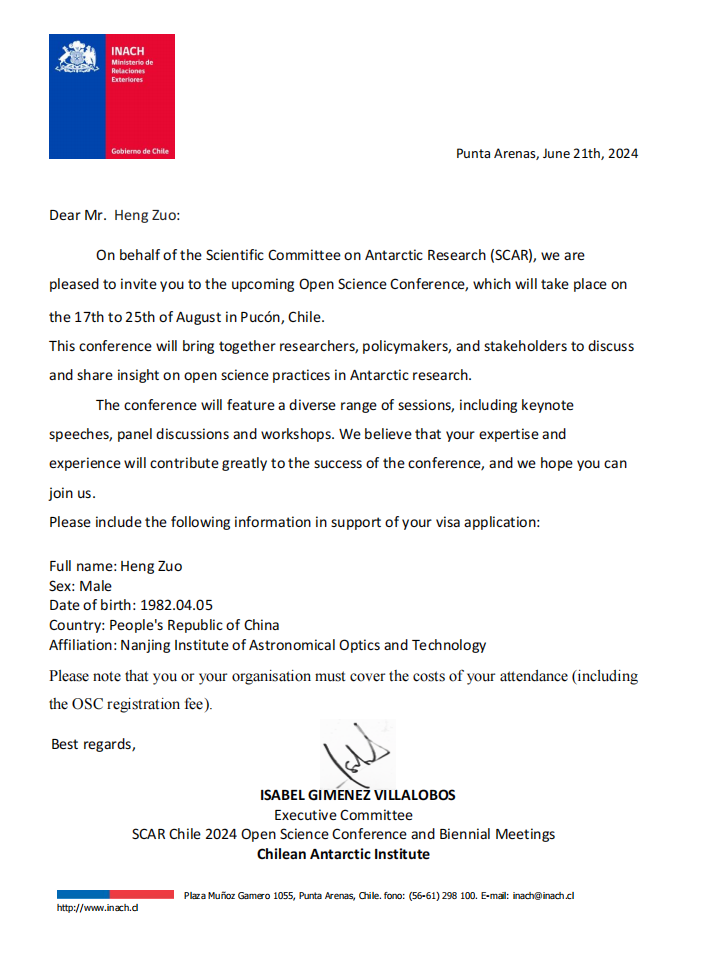 INACH
Ministerio de
Relaciones
Exteriores
Gobierno de Chile
Punta Arenas, June 21th, 2024
Dear Mr. Heng Zuo:
On behalf of the Scientific Committee on Antarctic Research (SCAR), we are
pleased to invite you to the upcoming Open Science Conference, which will take place on
the 17th to 25th of August in Pucón, Chile.
This conference will bring together researchers, policymakers, and stakeholders to discuss
and share insight on open science practices in Antarctic research.
The conference will feature a diverse range of sessions, including keynote
speeches, panel discussions and workshops. We believe that your expertise and
experience will contribute greatly to the success of the conference, and we hope you can
join us.
Please include the following information in support of your visa application:
Full name: Heng Zuo
Sex: Male
Date of birth: 1982.04.05
Country: People's Republic of China
Affiliation: Nanjing Institute of Astronomical Optics and Technology
Please note that you or your organisation must cover the costs of your attendance (including
the OSC registration fee).
Best regards,
ISABEL GIMENEZ VILLALOBOS
Executive Committee
SCAR Chile 2024 Open Science Conference and Biennial Meetings
Chilean Antarctic Institute
Plaza Muñoz Gamero 1055, Punta Arenas, Chile. fono: (56-61) 298 100. E-mail: inach@inach.cl
http://www.inach.cl